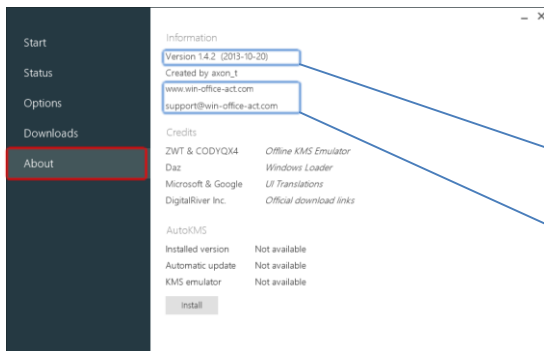 Start
Status
Options
Downloads
About
Information
Version 1.4.2 (2013-10-20)
Created by axon_t
www.win-office-act.com
support@win-office-act.com
Credits
ZWT & CODYQX4 Offline KMS Emulator
Daz Windows Loader
Microsoft & Google UI Translations
DigitalRiver Inc. Official download links
AutoKMS
Installed version Not available
Automatic update Not available
KMS emulator Not available
Install